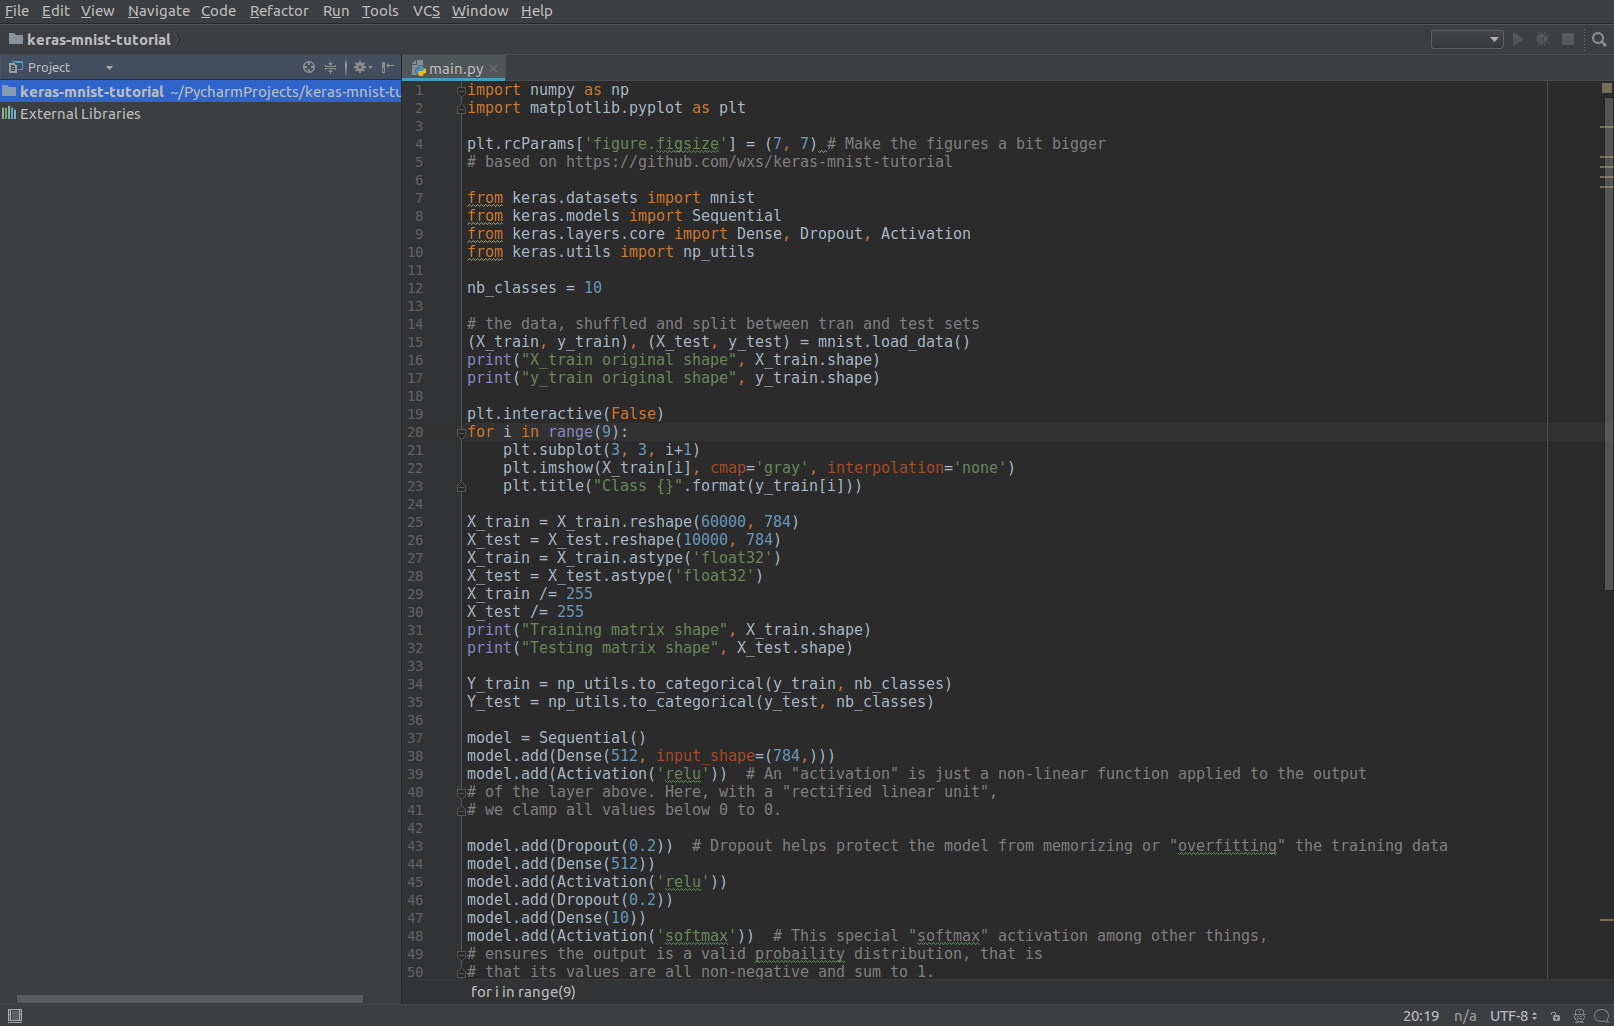 File Edit View Navigate Code Refactor Run Tools VCS Window Help
keras-mnist-tutorial
Project
main.py
keras-mnist-tutorial ~/PycharmProjects/keras-mnist-tu
External Libraries
1 import numpy as np
2 import matplotlib.pyplot as plt
3
4 plt.rcParams['figure.figsize'] = (7, 7) # Make the figures a bit bigger
5 # based on https://github.com/wxs/keras-mnist-tutorial
6
7 from keras.datasets import mnist
8 from keras.models import Sequential
9 from keras.layers.core import Dense, Dropout, Activation
10 from keras.utils import np_utils
11
12 nb_classes = 10
13
14 # the data, shuffled and split between tran and test sets
15 (X_train, y_train), (X_test, y_test) = mnist.load_data()
16 print("X_train original shape", X_train.shape)
17 print("y_train original shape", y_train.shape)
18
19 plt.interactive(False)
20 for i in range(9):
21     plt.subplot(3, 3, i+1)
22     plt.imshow(X_train[i], cmap='gray', interpolation='none')
23     plt.title("Class {}".format(y_train[i]))
24
25 X_train = X_train.reshape(60000, 784)
26 X_test = X_test.reshape(10000, 784)
27 X_train = X_train.astype('float32')
28 X_test = X_test.astype('float32')
29 X_train /= 255
30 X_test /= 255
31 print("Training matrix shape", X_train.shape)
32 print("Testing matrix shape", X_test.shape)
33
34 Y_train = np_utils.to_categorical(y_train, nb_classes)
35 Y_test = np_utils.to_categorical(y_test, nb_classes)
36
37 model = Sequential()
38 model.add(Dense(512, input_shape=(784,)))
39 model.add(Activation('relu'))  # An "activation" is just a non-linear function applied to the output
40 # of the layer above. Here, with a "rectified linear unit",
41 # we clamp all values below 0 to 0.
42
43 model.add(Dropout(0.2))  # Dropout helps protect the model from memorizing or "overfitting" the training data
44 model.add(Dense(512))
45 model.add(Activation('relu'))
46 model.add(Dropout(0.2))
47 model.add(Dense(10))
48 model.add(Activation('softmax'))  # This special "softmax" activation among other things,
49 # ensures the output is a valid probaility distribution, that is
50 # that its values are all non-negative and sum to 1.
for i in range(9)
20:19 n/a UTF-8